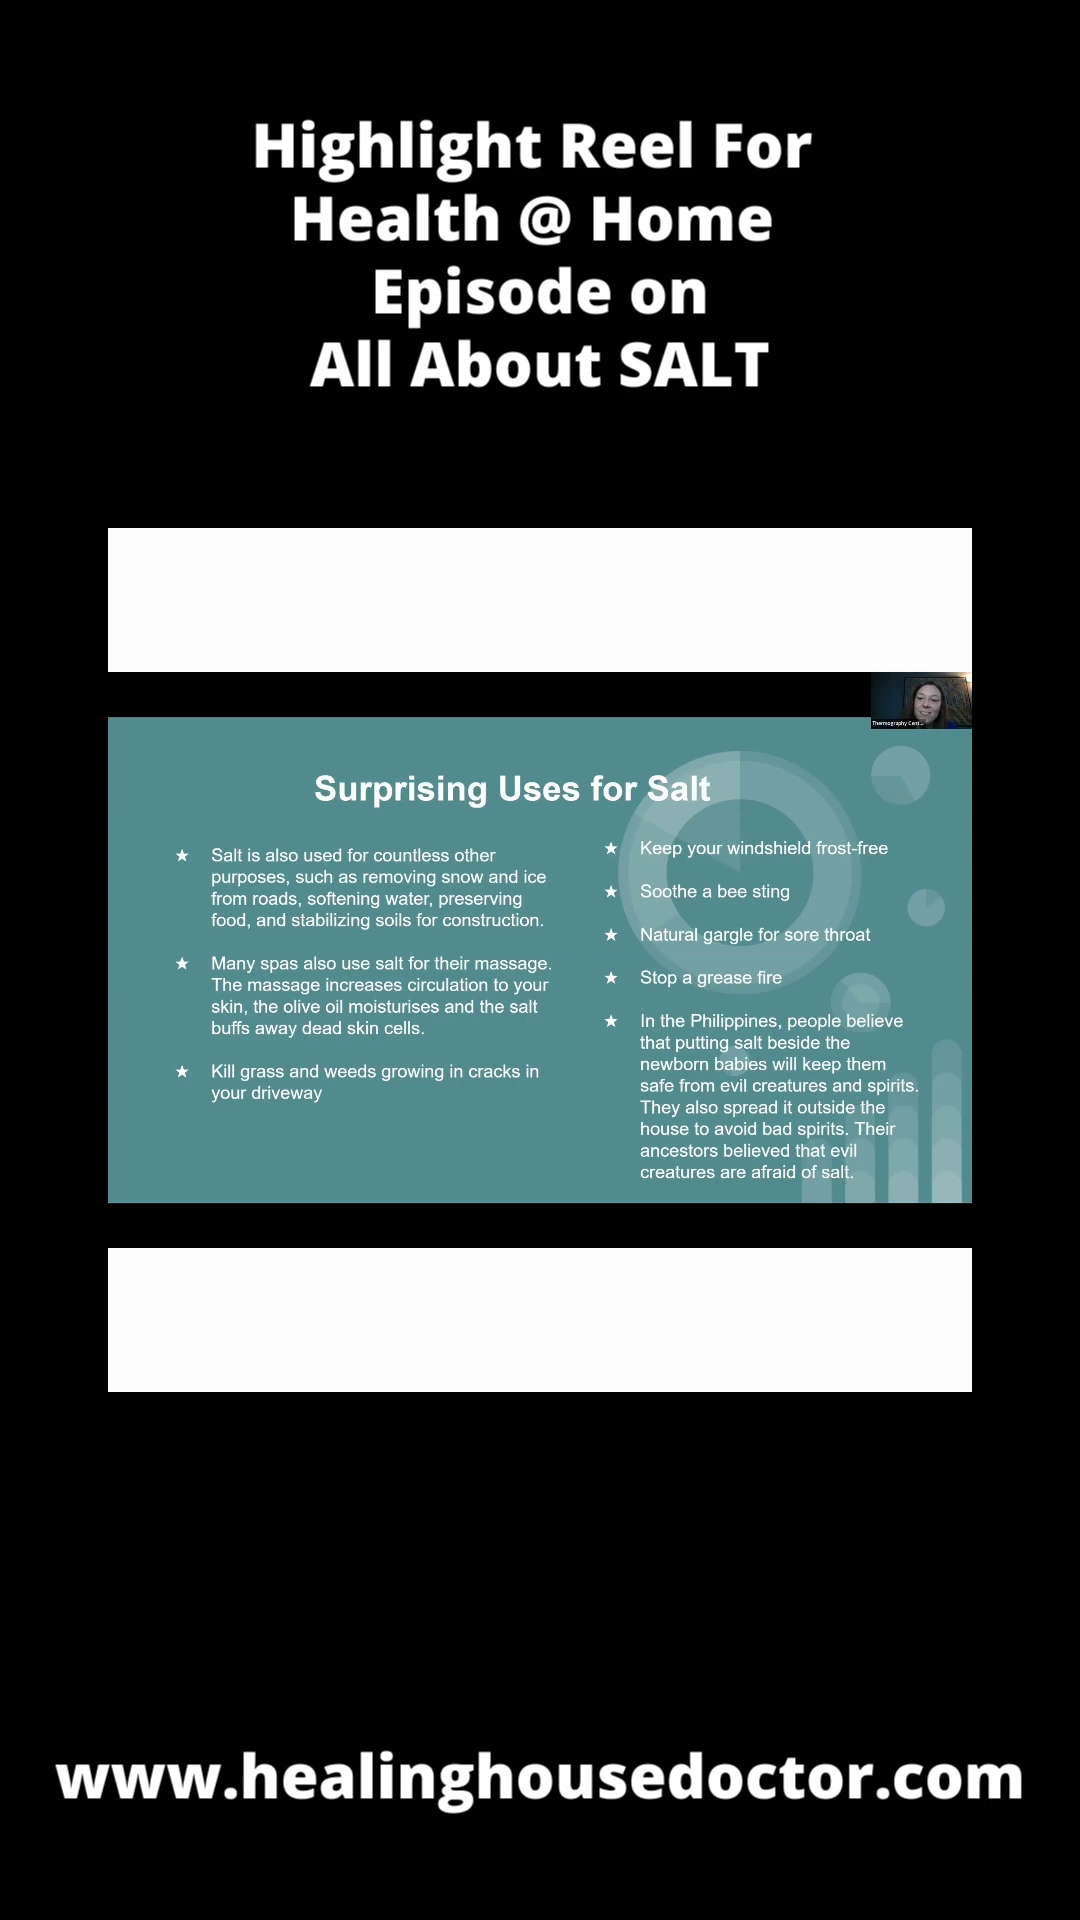 Highlight Reel For
Health @ Home
Episode on
All About SALT
Thermography Cent...
Surprising Uses for Salt
★ Salt is also used for countless other
purposes, such as removing snow and ice
from roads, softening water, preserving
food, and stabilizing soils for construction.
★ Many spas also use salt for their massage.
The massage increases circulation to your
skin, the olive oil moisturises and the salt
buffs away dead skin cells.
★ Kill grass and weeds growing in cracks in
your driveway
★ Keep your windshield frost-free
★ Soothe a bee sting
★ Natural gargle for sore throat
★ Stop a grease fire
★ In the Philippines, people believe
that putting salt beside the
newborn babies will keep them
safe from evil creatures and spirits.
They also spread it outside the
house to avoid bad spirits. Their
ancestors believed that evil
creatures are afraid of salt.
www.healinghousedoctor.com